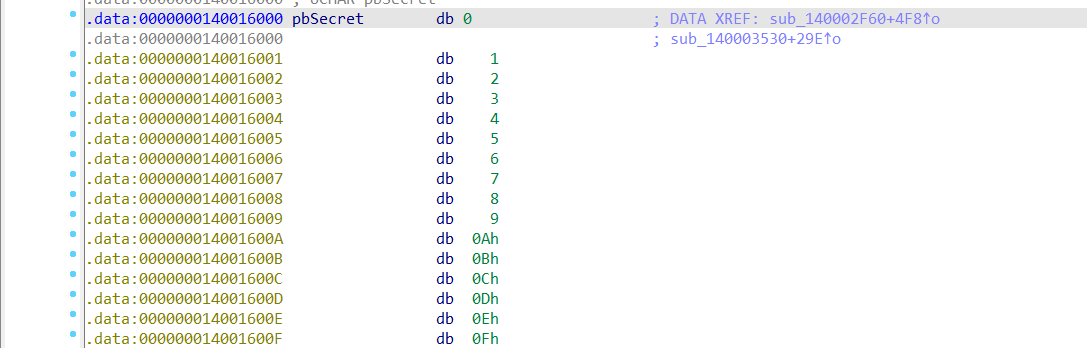 .data:0000000140016000 ; UCHAR pbSecret
.data:0000000140016000 pbSecret db 0 ; DATA XREF: sub_140002F60+4F8↑o
.data:0000000140016000 ; sub_140003530+29E↑o
.data:0000000140016001 db 1
.data:0000000140016002 db 2
.data:0000000140016003 db 3
.data:0000000140016004 db 4
.data:0000000140016005 db 5
.data:0000000140016006 db 6
.data:0000000140016007 db 7
.data:0000000140016008 db 8
.data:0000000140016009 db 9
.data:000000014001600A db 0Ah
.data:000000014001600B db 0Bh
.data:000000014001600C db 0Ch
.data:000000014001600D db 0Dh
.data:000000014001600E db 0Eh
.data:000000014001600F db 0Fh